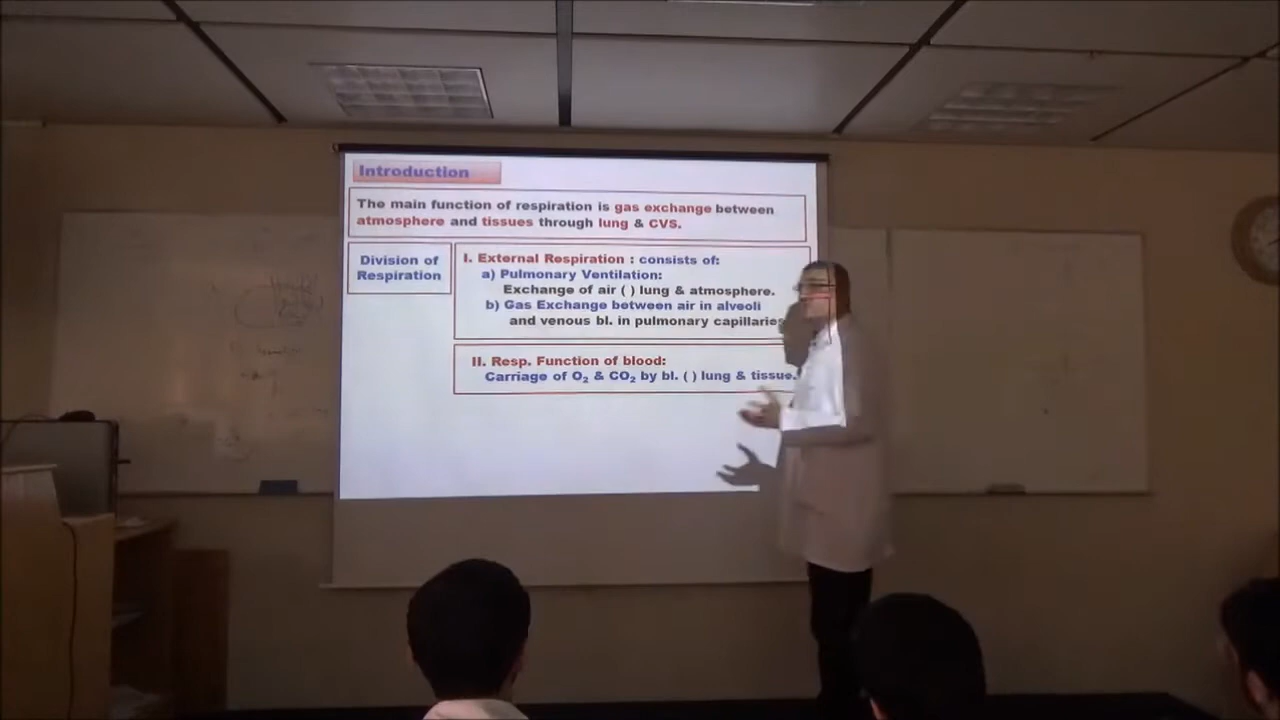 Introduction
The main function of respiration is gas exchange between
atmosphere and tissues through lung & CVS.
Division of
Respiration
I. External Respiration : consists of:
a) Pulmonary Ventilation:
Exchange of air ( ) lung & atmosphere.
b) Gas Exchange between air in alveoli
and venous bl. in pulmonary capillaries
II. Resp. Function of blood:
Carriage of O₂ & CO₂ by bl. ( ) lung & tissue.